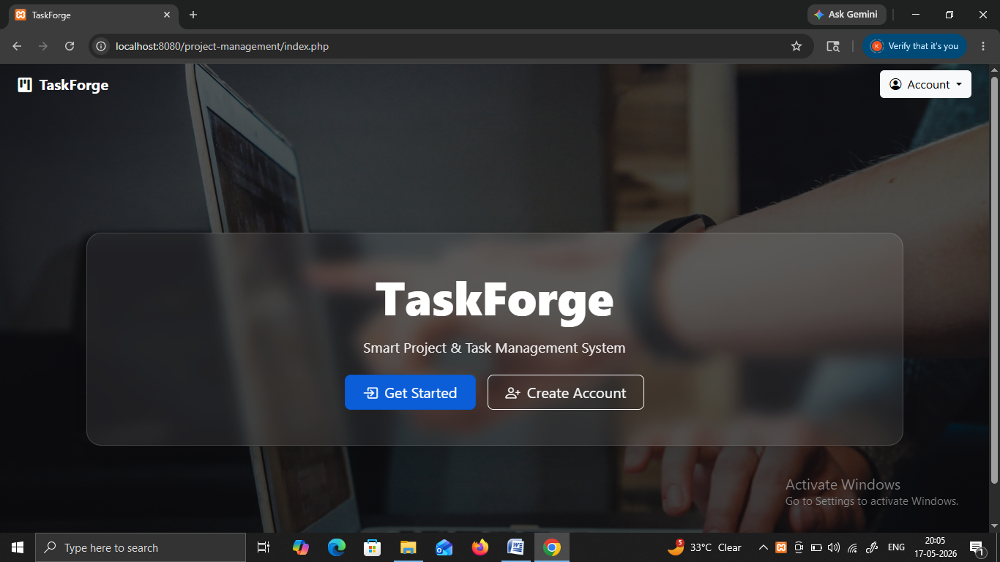 TaskForge
Ask Gemini
localhost:8080/project-management/index.php
K
Verify that it's you
TaskForge
Account
TaskForge
Smart Project & Task Management System
Get Started
Create Account
Activate Windows
Go to Settings to activate Windows.
Type here to search
5
33°C Clear
ENG
20:05
17-05-2026
1